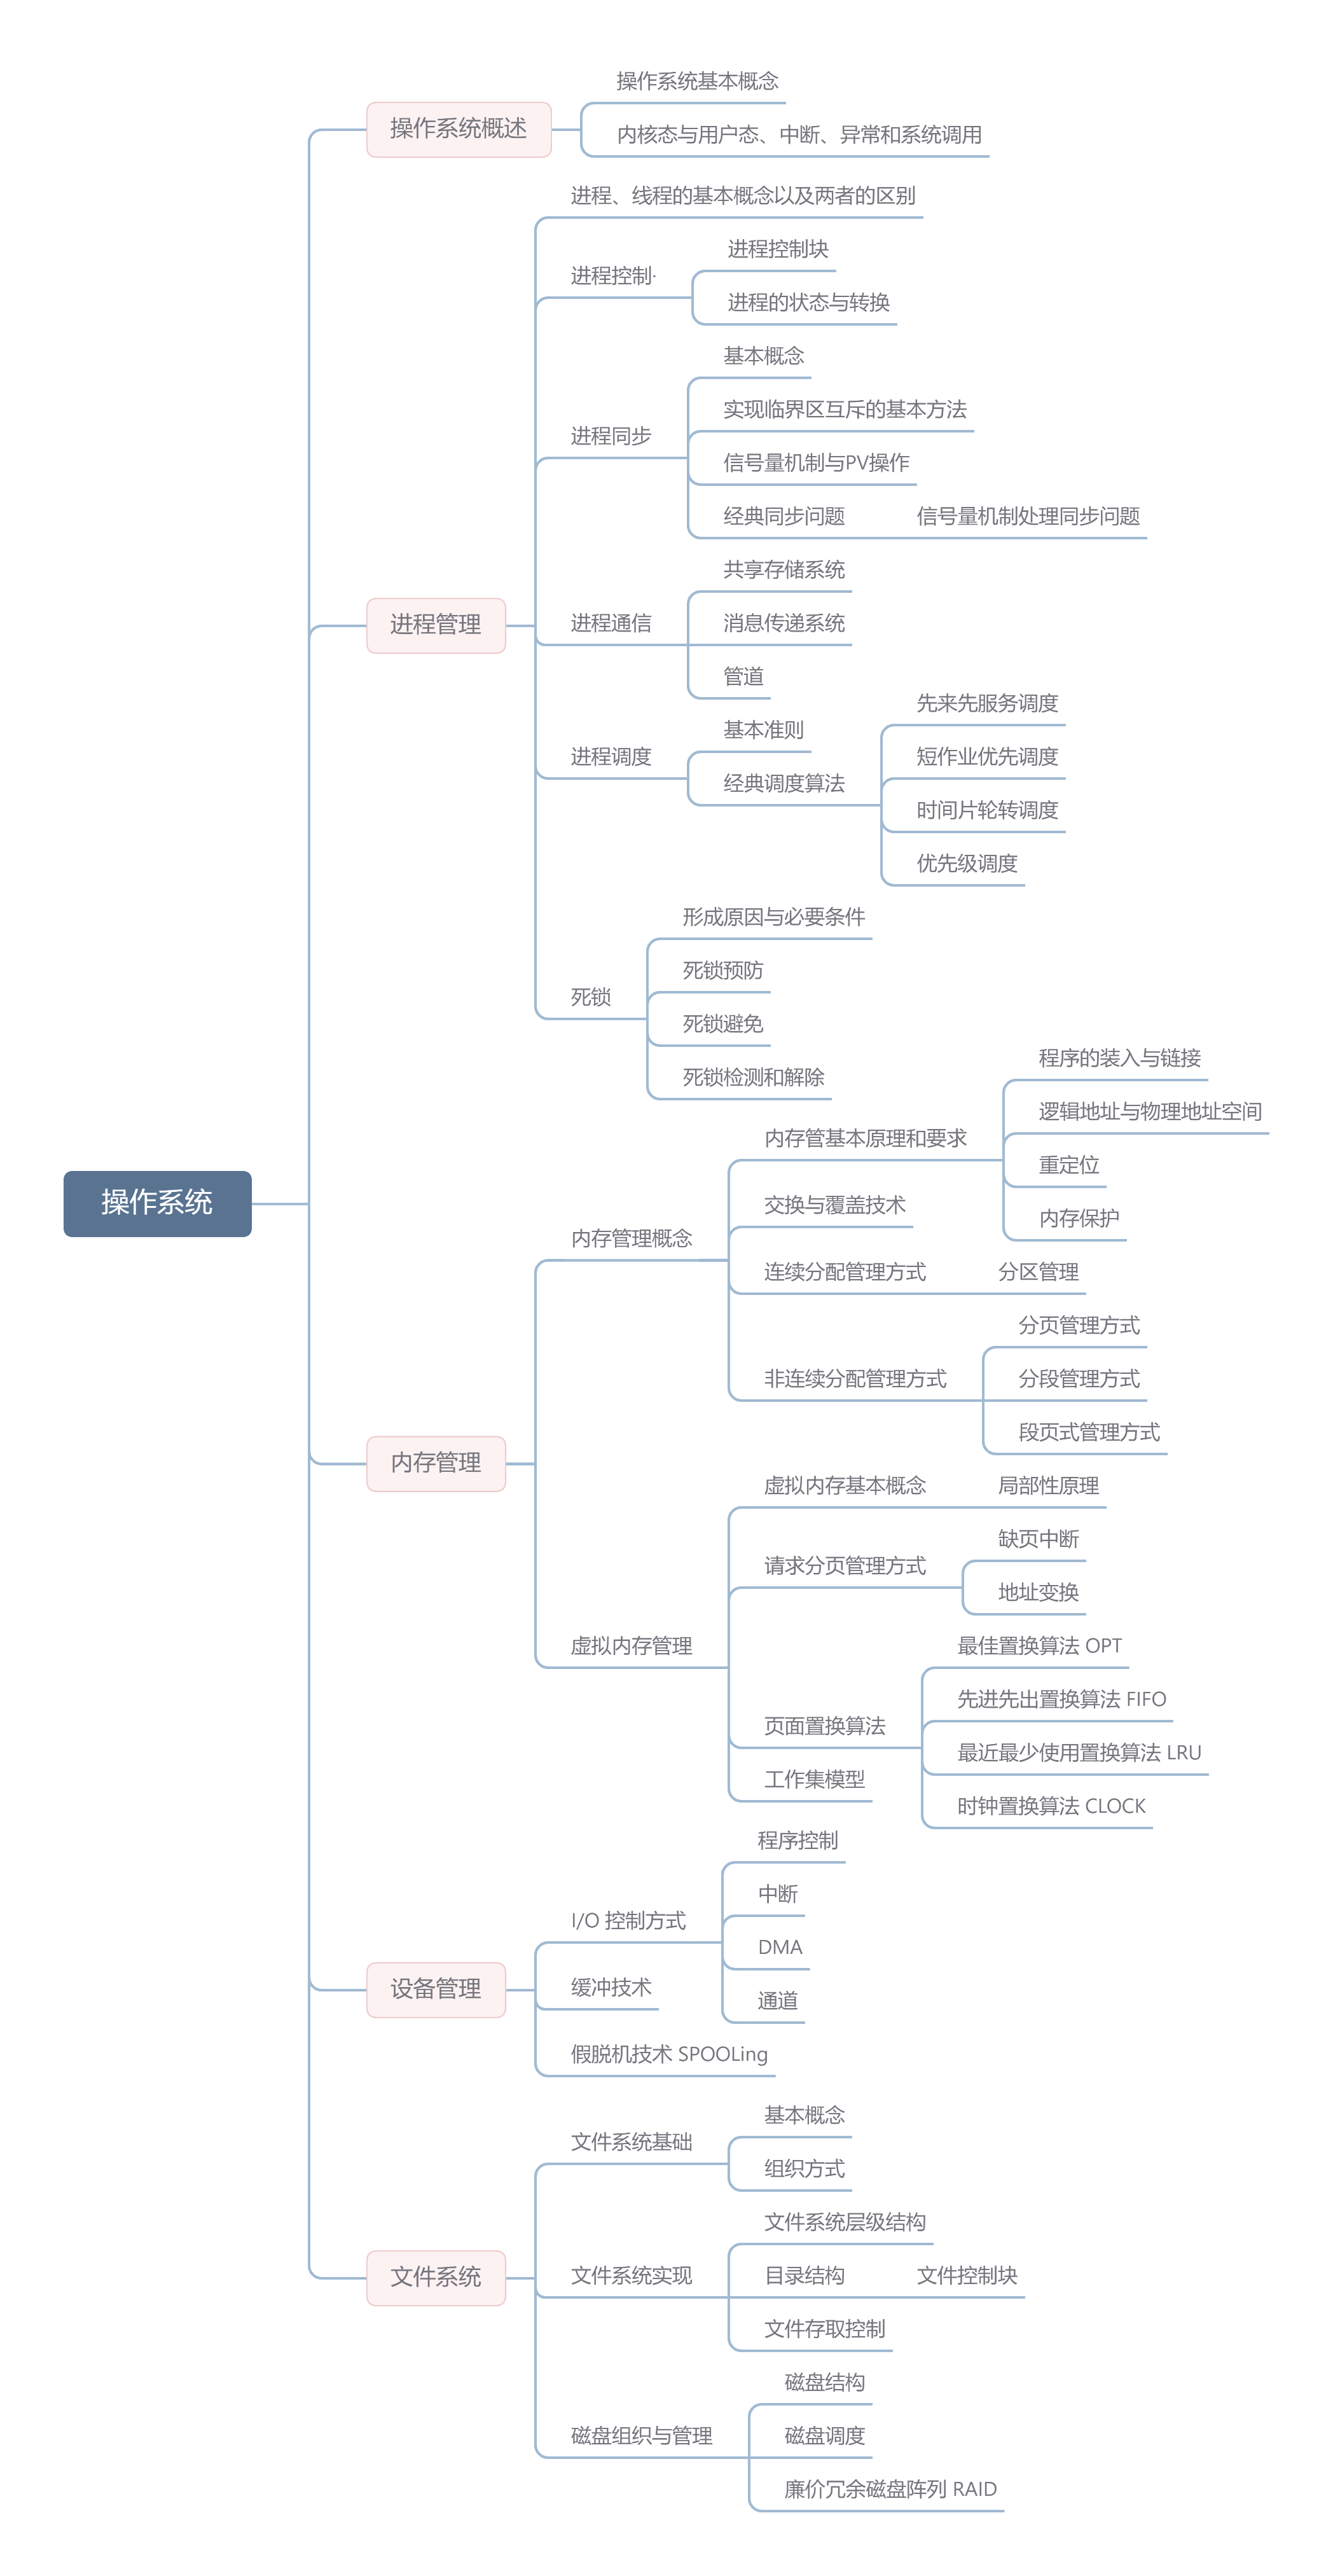 操作系统
操作系统概述
操作系统基本概念
内核态与用户态、中断、异常和系统调用
进程管理
进程、线程的基本概念以及两者的区别
进程控制·
进程控制块
进程的状态与转换
进程同步
基本概念
实现临界区互斥的基本方法
信号量机制与PV操作
经典同步问题
信号量机制处理同步问题
进程通信
共享存储系统
消息传递系统
管道
进程调度
基本准则
经典调度算法
先来先服务调度
短作业优先调度
时间片轮转调度
优先级调度
死锁
形成原因与必要条件
死锁预防
死锁避免
死锁检测和解除
内存管理
内存管理概念
内存管基本原理和要求
程序的装入与链接
逻辑地址与物理地址空间
重定位
内存保护
交换与覆盖技术
连续分配管理方式
分区管理
非连续分配管理方式
分页管理方式
分段管理方式
段页式管理方式
虚拟内存管理
虚拟内存基本概念
局部性原理
请求分页管理方式
缺页中断
地址变换
页面置换算法
最佳置换算法 OPT
先进先出置换算法 FIFO
最近最少使用置换算法 LRU
时钟置换算法 CLOCK
工作集模型
设备管理
I/O 控制方式
程序控制
中断
DMA
通道
缓冲技术
假脱机技术 SPOOLing
文件系统
文件系统基础
基本概念
组织方式
文件系统实现
文件系统层级结构
目录结构
文件控制块
文件存取控制
磁盘组织与管理
磁盘结构
磁盘调度
廉价冗余磁盘阵列 RAID